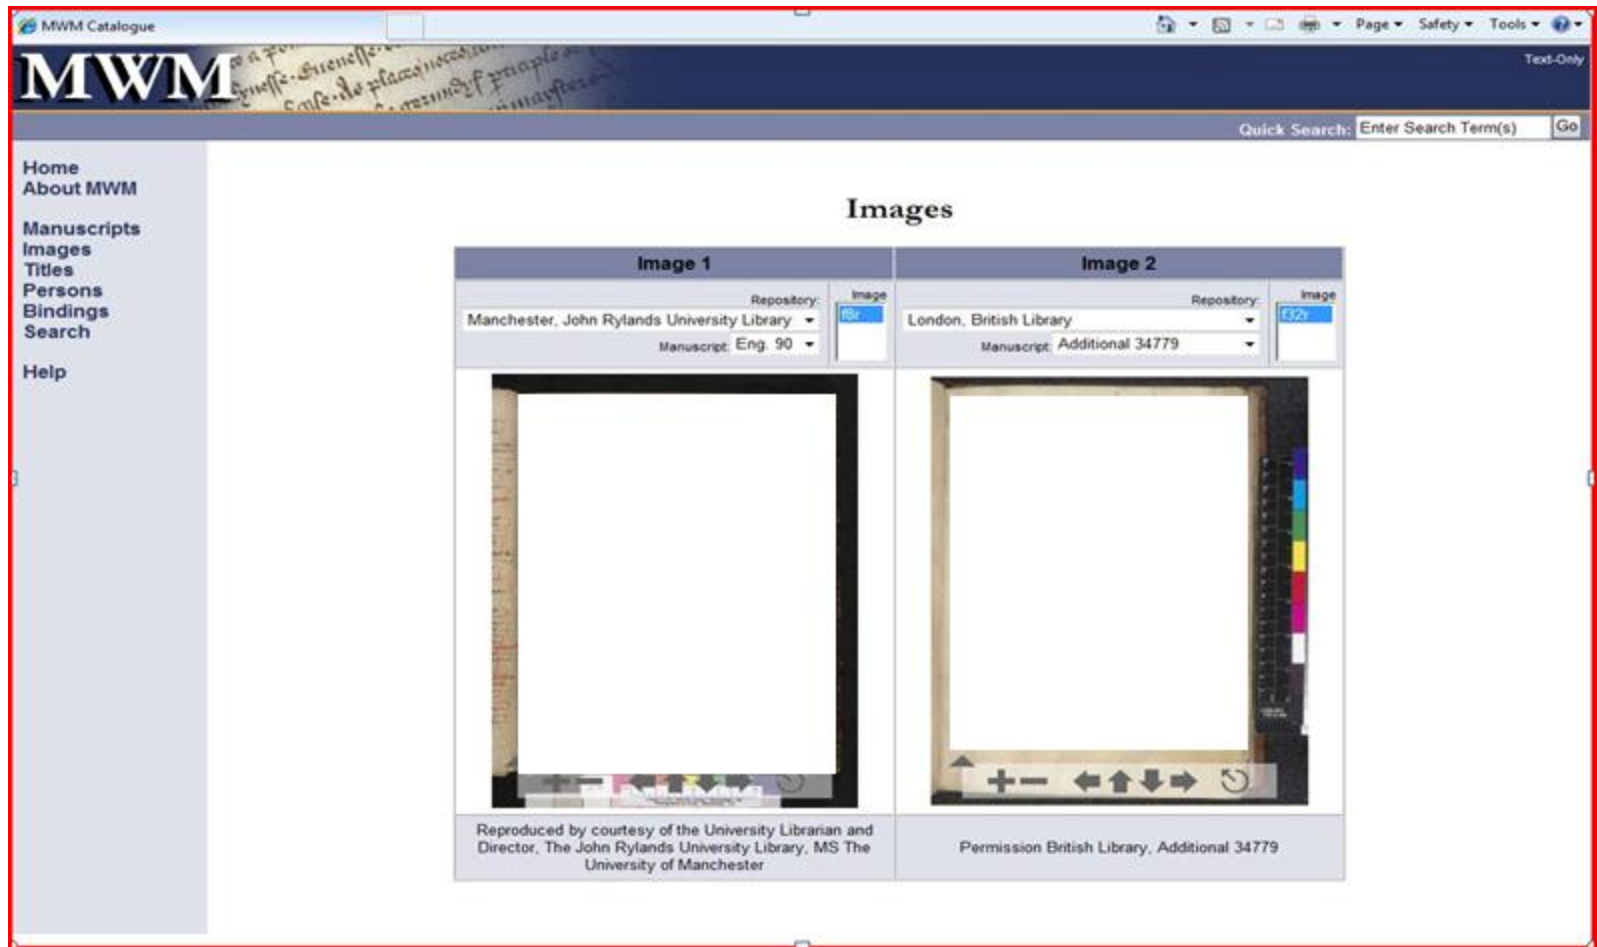 MWM Catalogue
Page
Safety
Tools
MWM
Text-Only
Quick Search: Enter Search Term(s) Go
Home
About MWM
Manuscripts
Images
Titles
Persons
Bindings
Search
Help
Images
Image 1
Repository:
Image
Manchester, John Rylands University Library
f8r
Manuscript: Eng. 90
Image 2
Repository:
Image
London, British Library
f32r
Manuscript: Additional 34779
Reproduced by courtesy of the University Librarian and
Director, The John Rylands University Library, MS The
University of Manchester
Permission British Library, Additional 34779